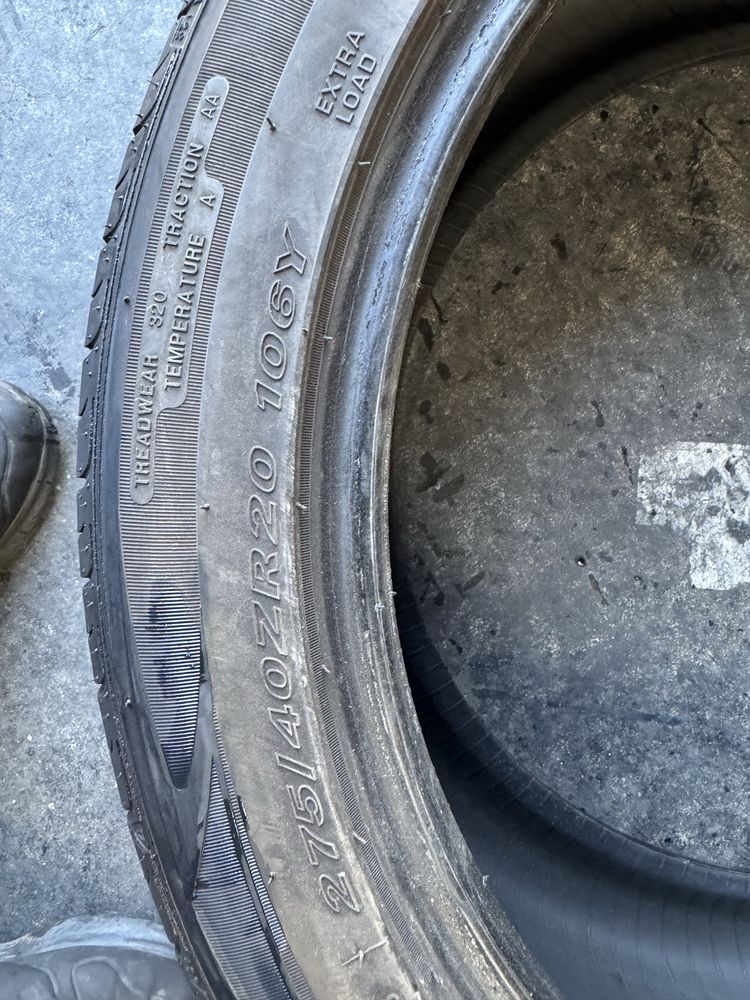 EXTRA
LOAD
TREADWEAR 320 TRACTION AA
TEMPERATURE A
275/40ZR20 106Y